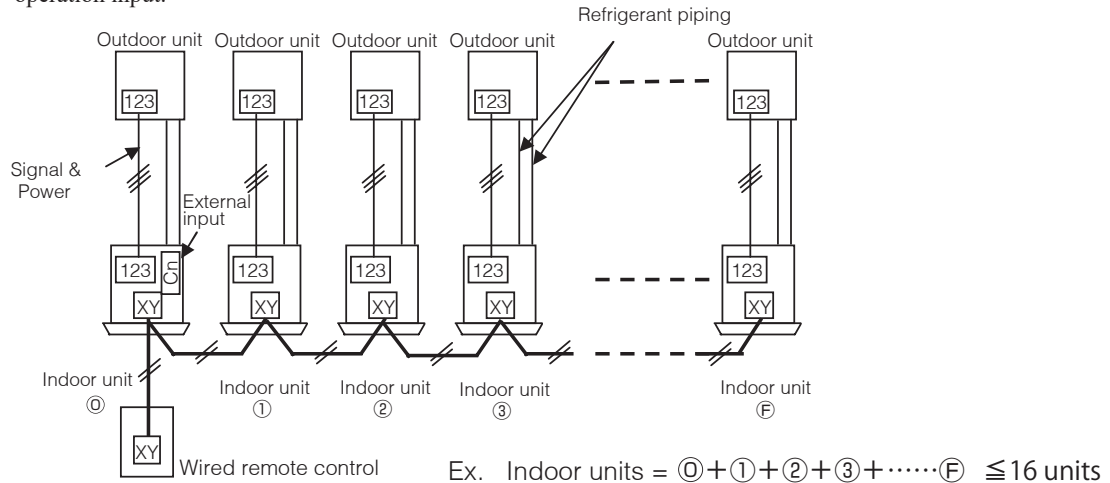 operation input.
Refrigerant piping
Outdoor unit Outdoor unit Outdoor unit Outdoor unit Outdoor unit
123 123 123 123 123
Signal &
Power
External
input
123 Cn 123 123 123 123
XY XY XY XY XY
Indoor unit
⓪
Indoor unit
①
Indoor unit
②
Indoor unit
③
Indoor unit
Ⓕ
XY
Wired remote control
Ex. Indoor units = ⓪+①+②+③+……Ⓕ ≦16 units